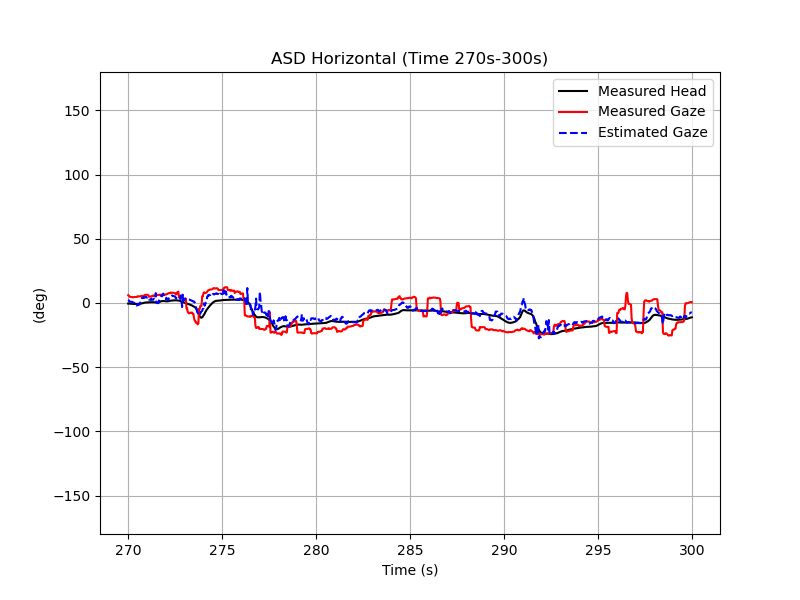 ASD Horizontal (Time 270s-300s)
Measured Head
Measured Gaze
Estimated Gaze
150
100
50
0
−50
−100
−150
(deg)
270 275 280 285 290 295 300
Time (s)